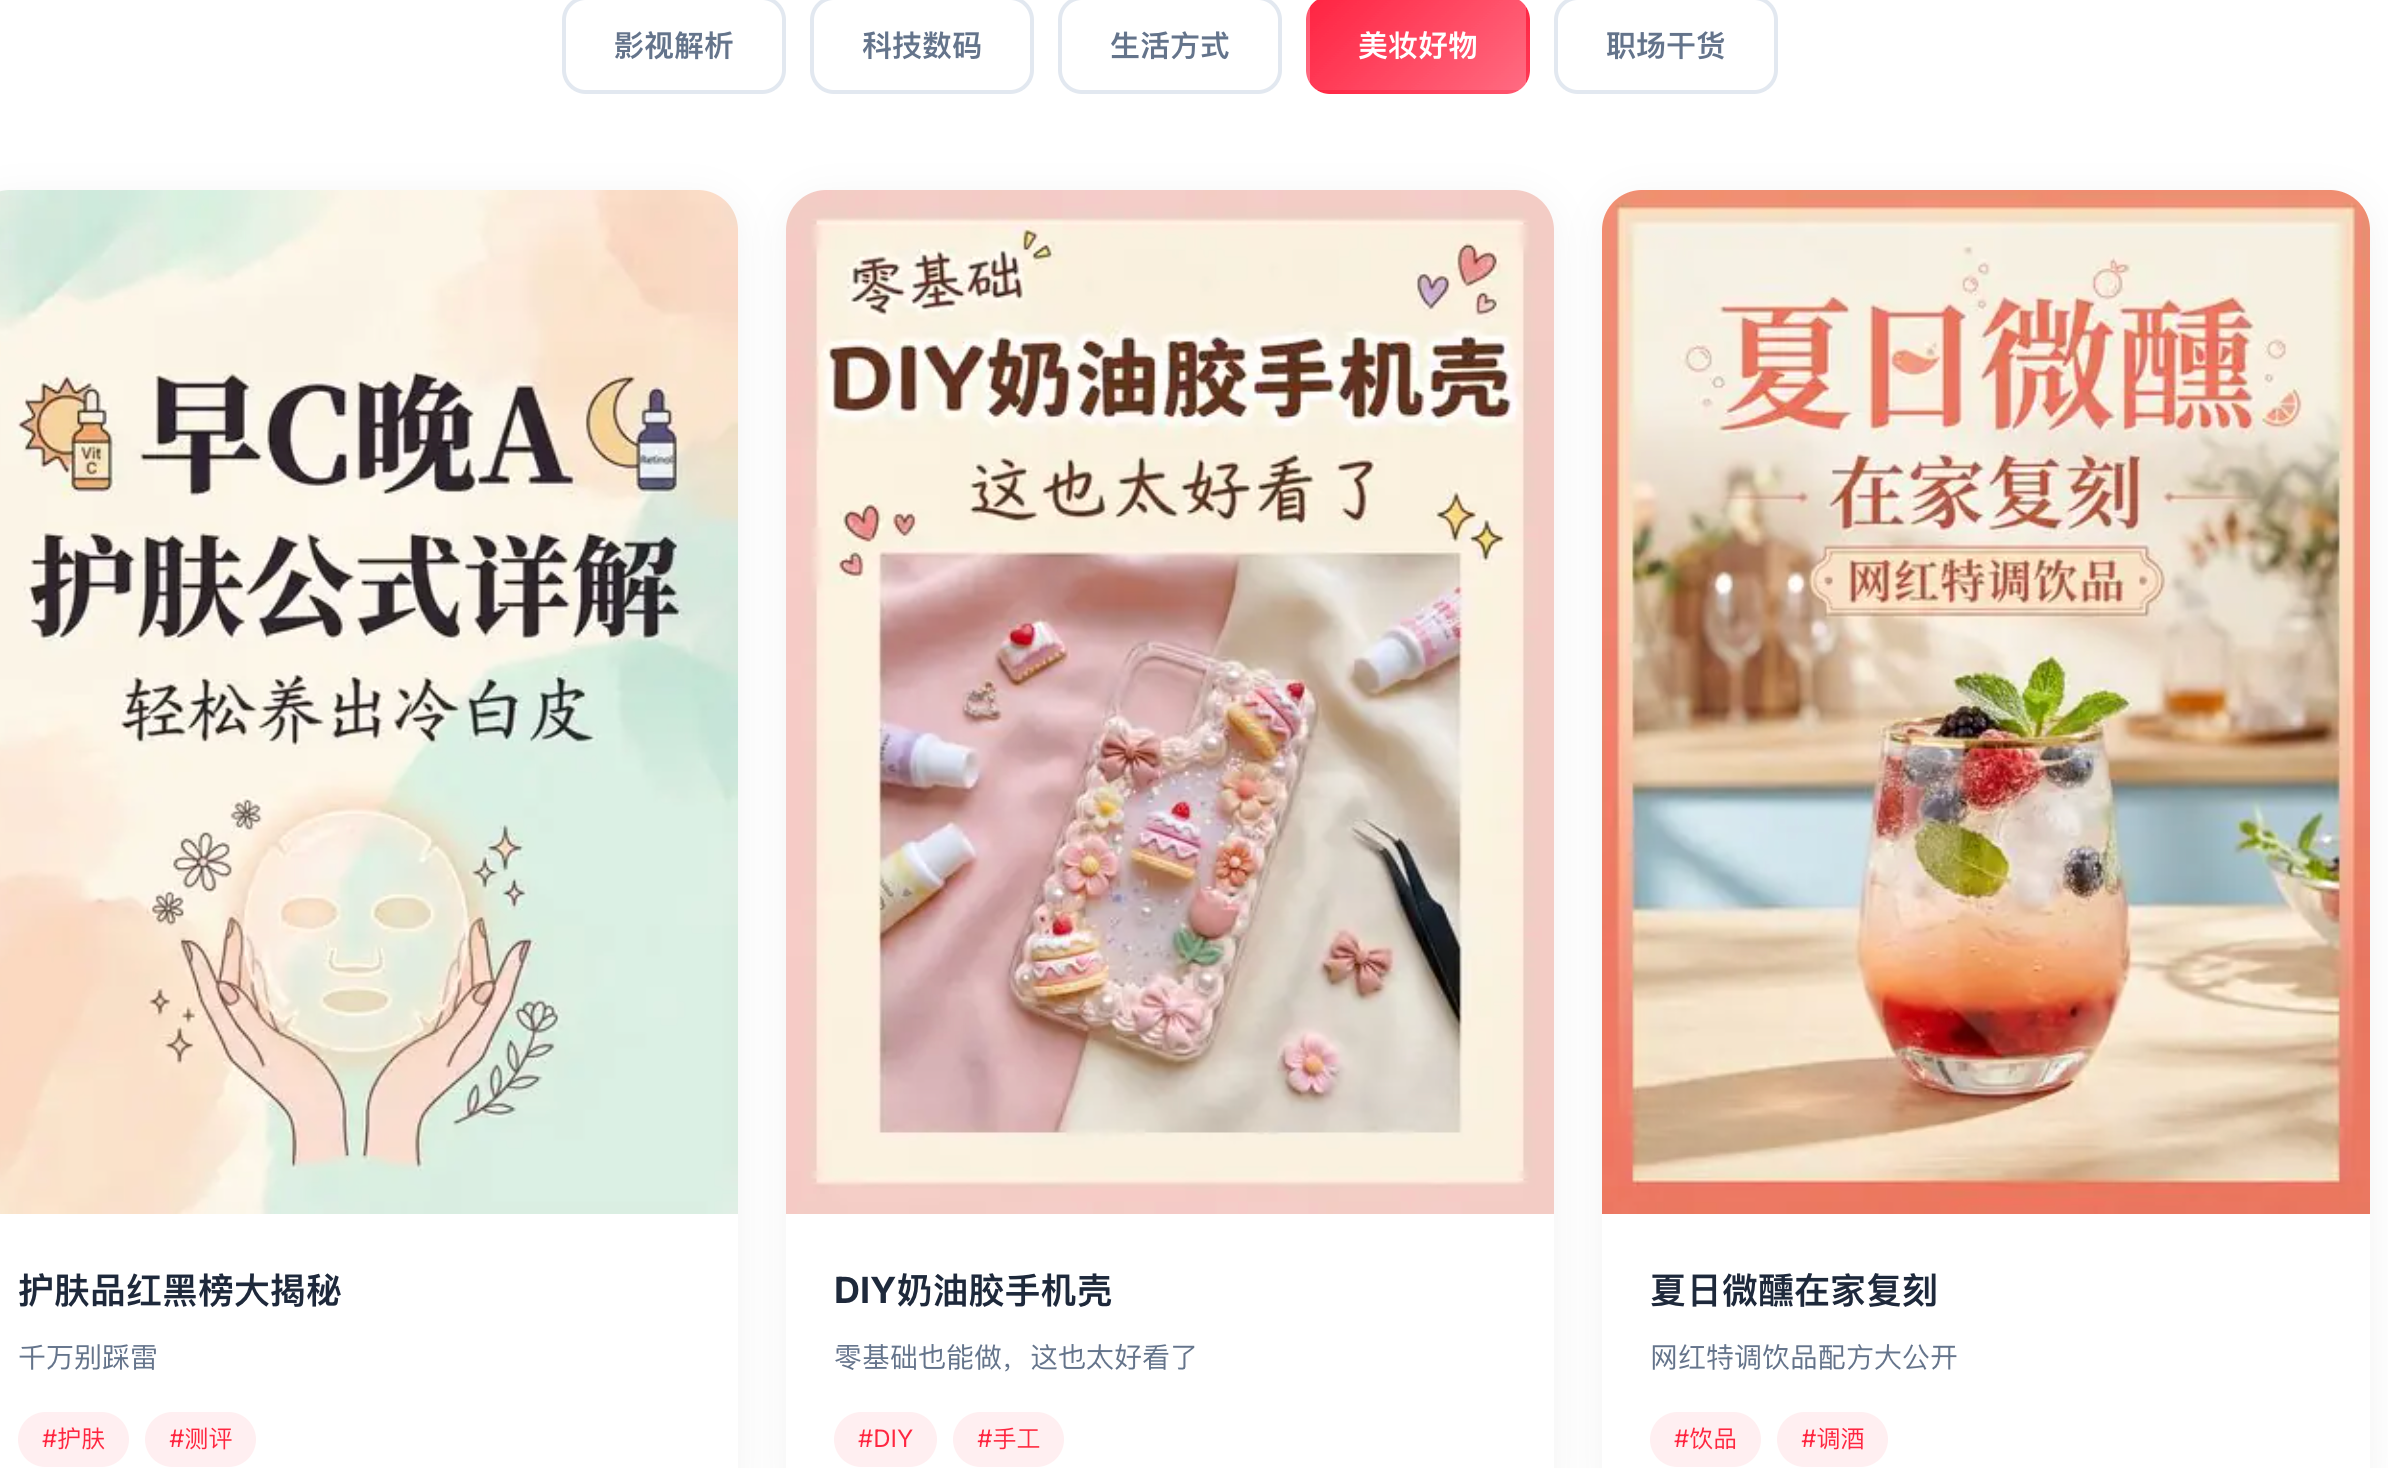 影视解析
科技数码
生活方式
美妆好物
职场干货
早C晚A
Vit C
Retinol
护肤公式详解
轻松养出冷白皮
零基础
DIY奶油胶手机壳
这也太好看了
夏日微醺
在家复刻
网红特调饮品
护肤品红黑榜大揭秘
千万别踩雷
#护肤
#测评
DIY奶油胶手机壳
零基础也能做，这也太好看了
#DIY
#手工
夏日微醺在家复刻
网红特调饮品配方大公开
#饮品
#调酒